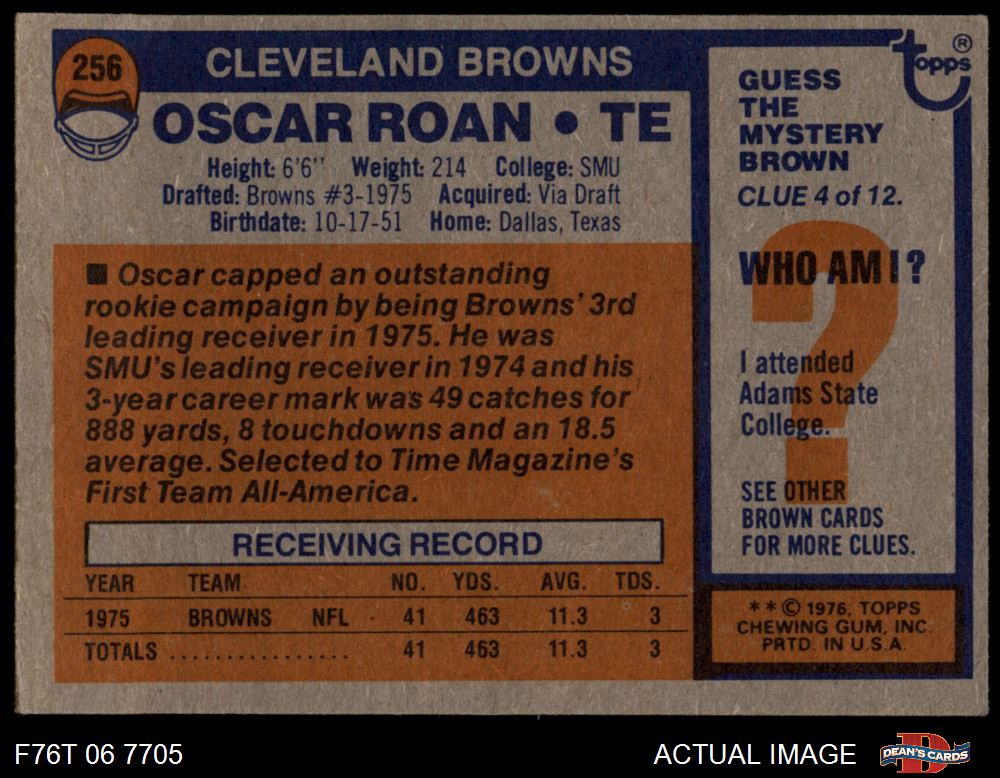 256
CLEVELAND BROWNS
OSCAR ROAN • TE
Height: 6'6'' Weight: 214 College: SMU
Drafted: Browns #3-1975 Acquired: Via Draft
Birthdate: 10-17-51 Home: Dallas, Texas
■ Oscar capped an outstanding
rookie campaign by being Browns' 3rd
leading receiver in 1975. He was
SMU's leading receiver in 1974 and his
3-year career mark was 49 catches for
888 yards, 8 touchdowns and an 18.5
average. Selected to Time Magazine's
First Team All-America.
RECEIVING RECORD
YEAR TEAM NO. YDS. AVG. TDS.
1975 BROWNS NFL 41 463 11.3 3
TOTALS ................ 41 463 11.3 3
topps®
GUESS
THE
MYSTERY
BROWN
CLUE 4 of 12.
WHO AM I?
?
I attended
Adams State
College.
SEE OTHER
BROWN CARDS
FOR MORE CLUES.
**© 1976, TOPPS
CHEWING GUM, INC.
PRTD. IN U.S.A.
F76T 06 7705
ACTUAL IMAGE
D
DEAN'S CARDS